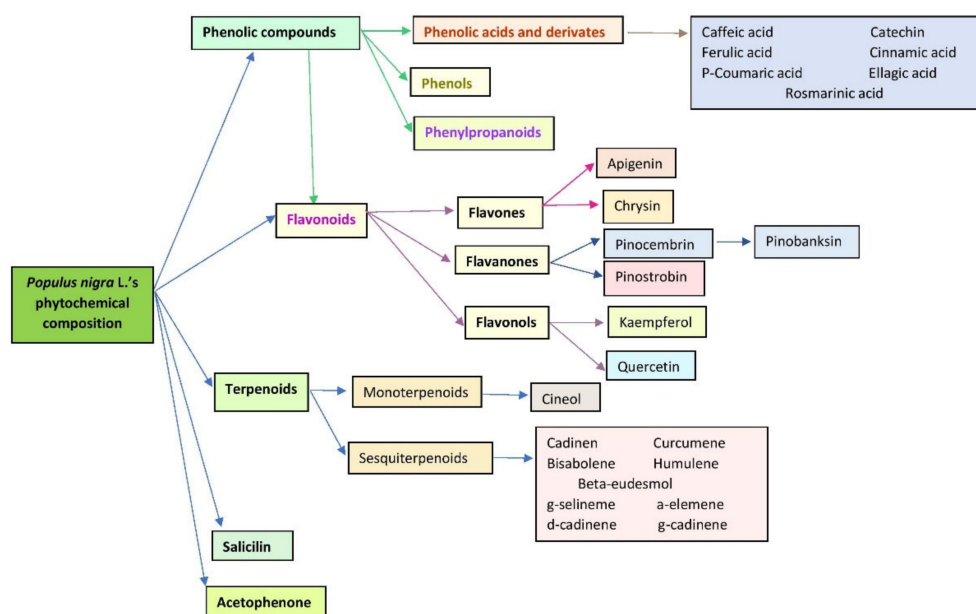 Phenolic compounds
Phenolic acids and derivates
Caffeic acid Catechin
Ferulic acid Cinnamic acid
P-Coumaric acid Ellagic acid
Rosmarinic acid
Phenols
Phenylpropanoids
Apigenin
Flavonoids
Flavones
Chrysin
Flavanones
Pinocembrin
Pinobanksin
Pinostrobin
Populus nigra L.'s
phytochemical
composition
Flavonols
Kaempferol
Quercetin
Terpenoids
Monoterpenoids
Cineol
Sesquiterpenoids
Cadinen Curcumene
Bisabolene Humulene
Beta-eudesmol
g-selineme a-elemene
d-cadinene g-cadinene
Salicilin
Acetophenone